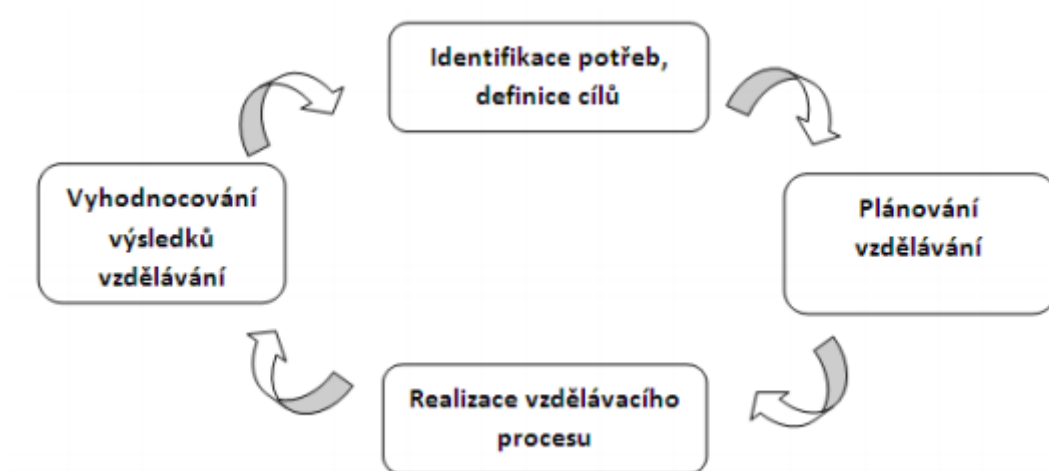 Identifikace potřeb,
definice cílů
Plánování
vzdělávání
Realizace vzdělávacího
procesu
Vyhodnocování
výsledků
vzdělávání